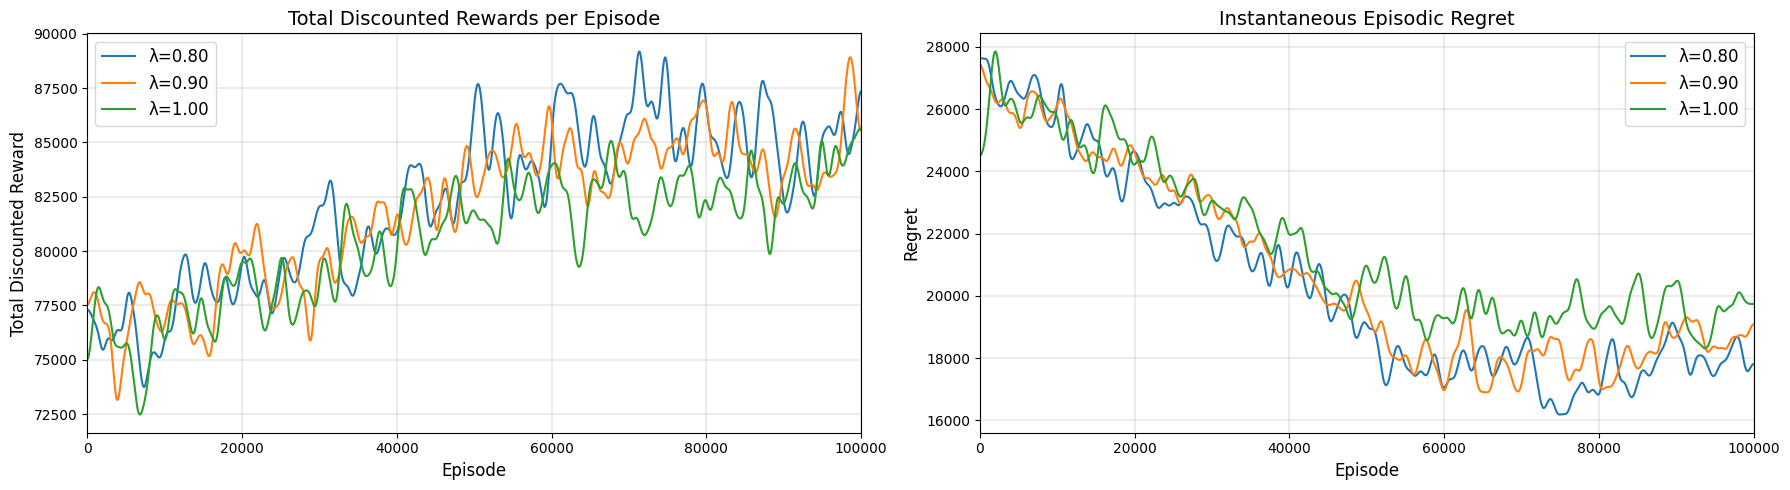 Total Discounted Rewards per Episode
Total Discounted Reward
90000
87500
85000
82500
80000
77500
75000
72500
λ=0.80
λ=0.90
λ=1.00
0
20000
40000
60000
80000
100000
Episode
Instantaneous Episodic Regret
Regret
28000
26000
24000
22000
20000
18000
16000
λ=0.80
λ=0.90
λ=1.00
0
20000
40000
60000
80000
100000
Episode